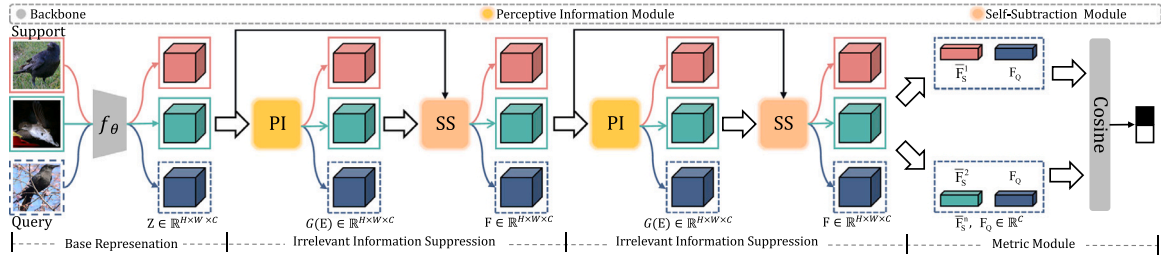 Backbone
Perceptive Information Module
Self-Subtraction Module
Support
f_θ
PI
SS
PI
SS
F̅_S^1 F_Q
Cosine
F̅_S^2 F_Q
Query
Z ∈ ℝ^{H×W×C}
G(E) ∈ ℝ^{H×W×C}
F ∈ ℝ^{H×W×C}
G(E) ∈ ℝ^{H×W×C}
F ∈ ℝ^{H×W×C}
F̅_S^n, F_Q ∈ ℝ^C
Base Represenation
Irrelevant Information Suppression
Irrelevant Information Suppression
Metric Module